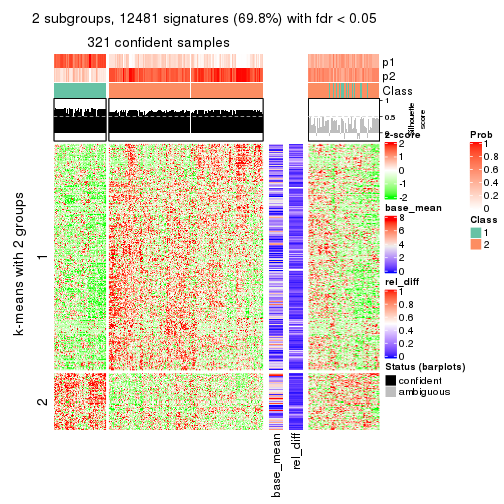 2 subgroups, 12481 signatures (69.8%) with fdr < 0.05
321 confident samples
p1
p2
Class
1
0.5
0
Silhouette
score
k-means with 2 groups
1
2
base_mean
rel_diff
z-score
2
1
0
-1
-2
base_mean
8
6
4
2
0
rel_diff
1
0.8
0.6
0.4
0.2
0
Status (barplots)
confident
ambiguous
Prob
1
0.8
0.6
0.4
0.2
0
Class
1
2